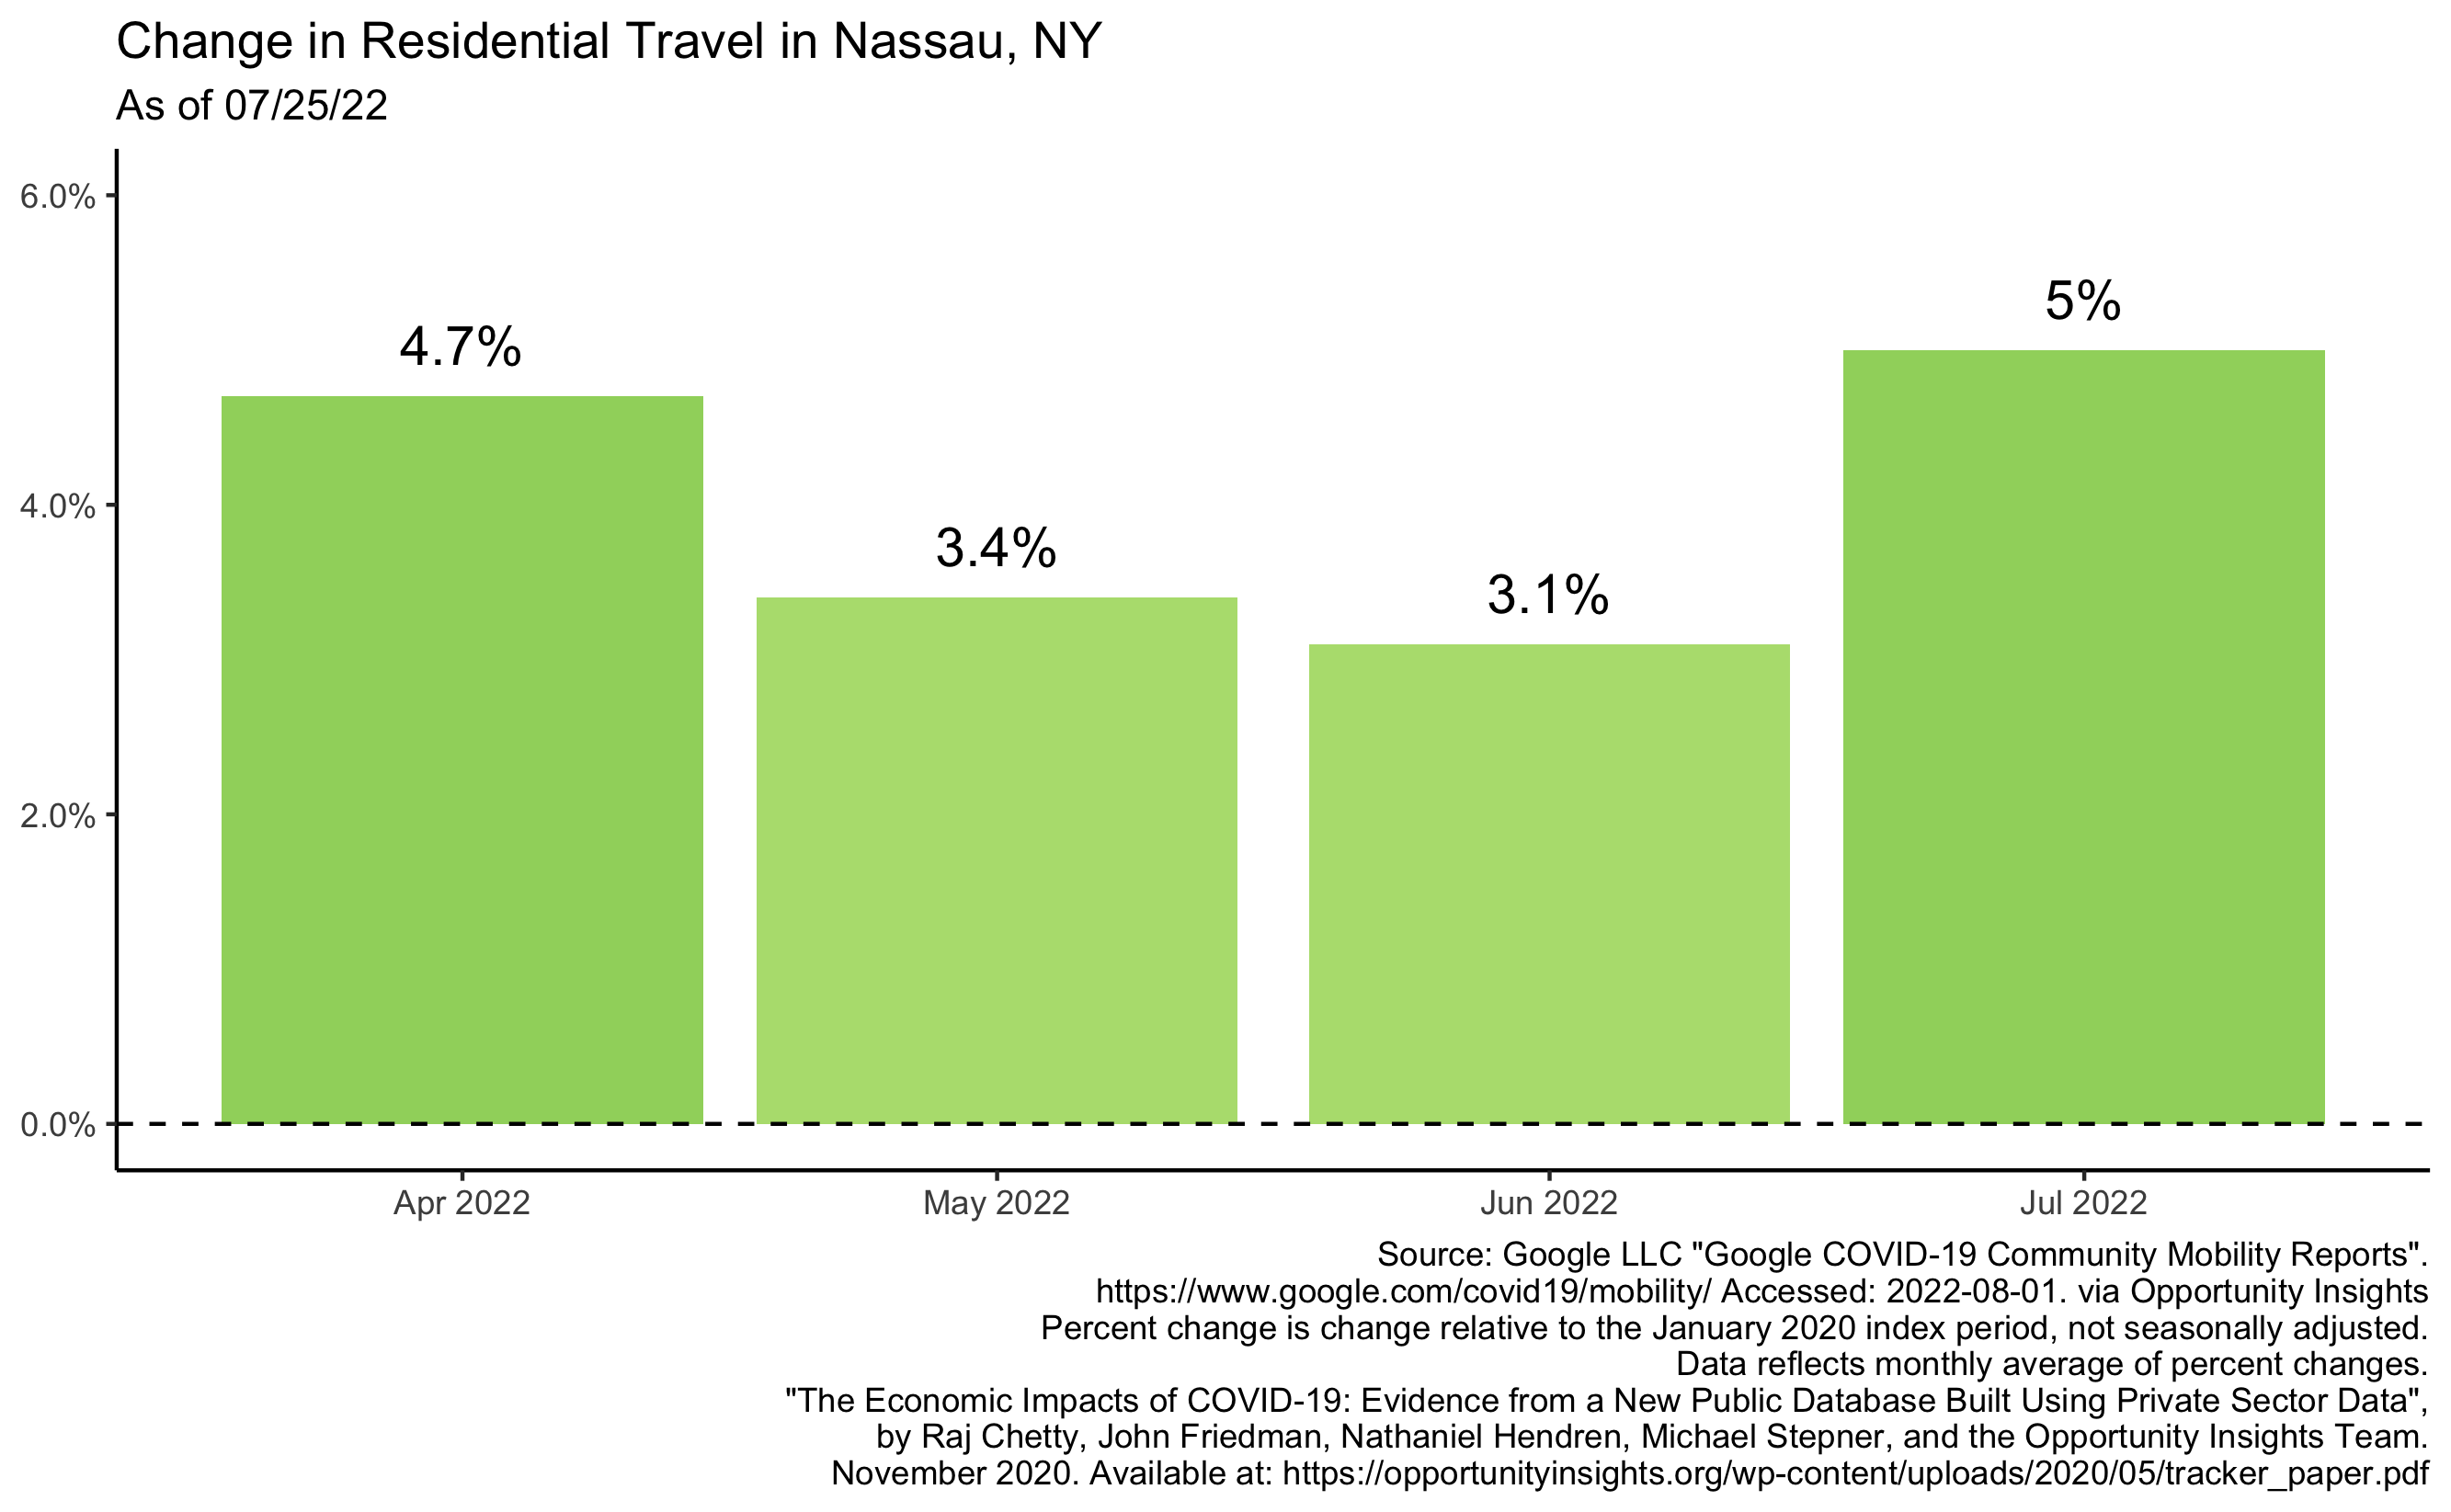 Change in Residential Travel in Nassau, NY
As of 07/25/22
6.0%
4.0%
2.0%
0.0%
4.7%
3.4%
3.1%
5%
Apr 2022
May 2022
Jun 2022
Jul 2022
Source: Google LLC "Google COVID-19 Community Mobility Reports".
https://www.google.com/covid19/mobility/ Accessed: 2022-08-01. via Opportunity Insights
Percent change is change relative to the January 2020 index period, not seasonally adjusted.
Data reflects monthly average of percent changes.
"The Economic Impacts of COVID-19: Evidence from a New Public Database Built Using Private Sector Data",
by Raj Chetty, John Friedman, Nathaniel Hendren, Michael Stepner, and the Opportunity Insights Team.
November 2020. Available at: https://opportunityinsights.org/wp-content/uploads/2020/05/tracker_paper.pdf